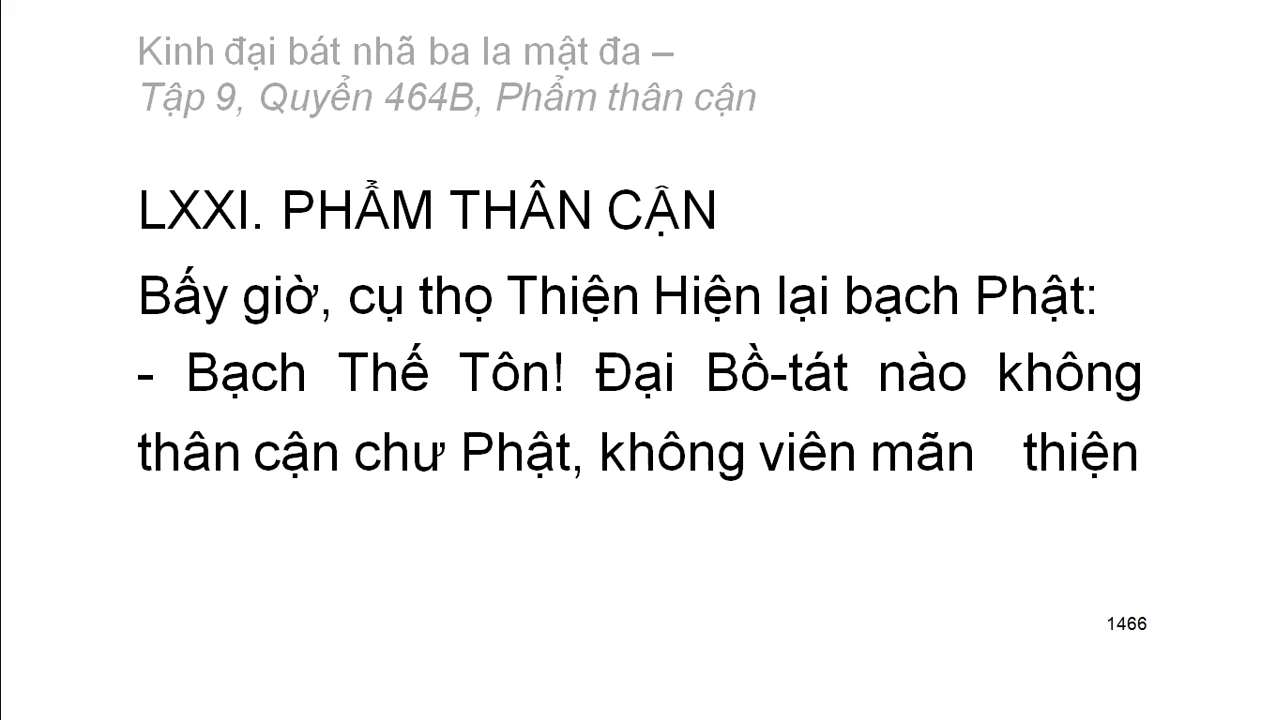 Kinh đại bát nhã ba la mật đa –
Tập 9, Quyển 464B, Phẩm thân cận
LXXI. PHẨM THÂN CẬN
Bấy giờ, cụ thọ Thiện Hiện lại bạch Phật:
- Bạch Thế Tôn! Đại Bồ-tát nào không
thân cận chư Phật, không viên mãn thiện
1466